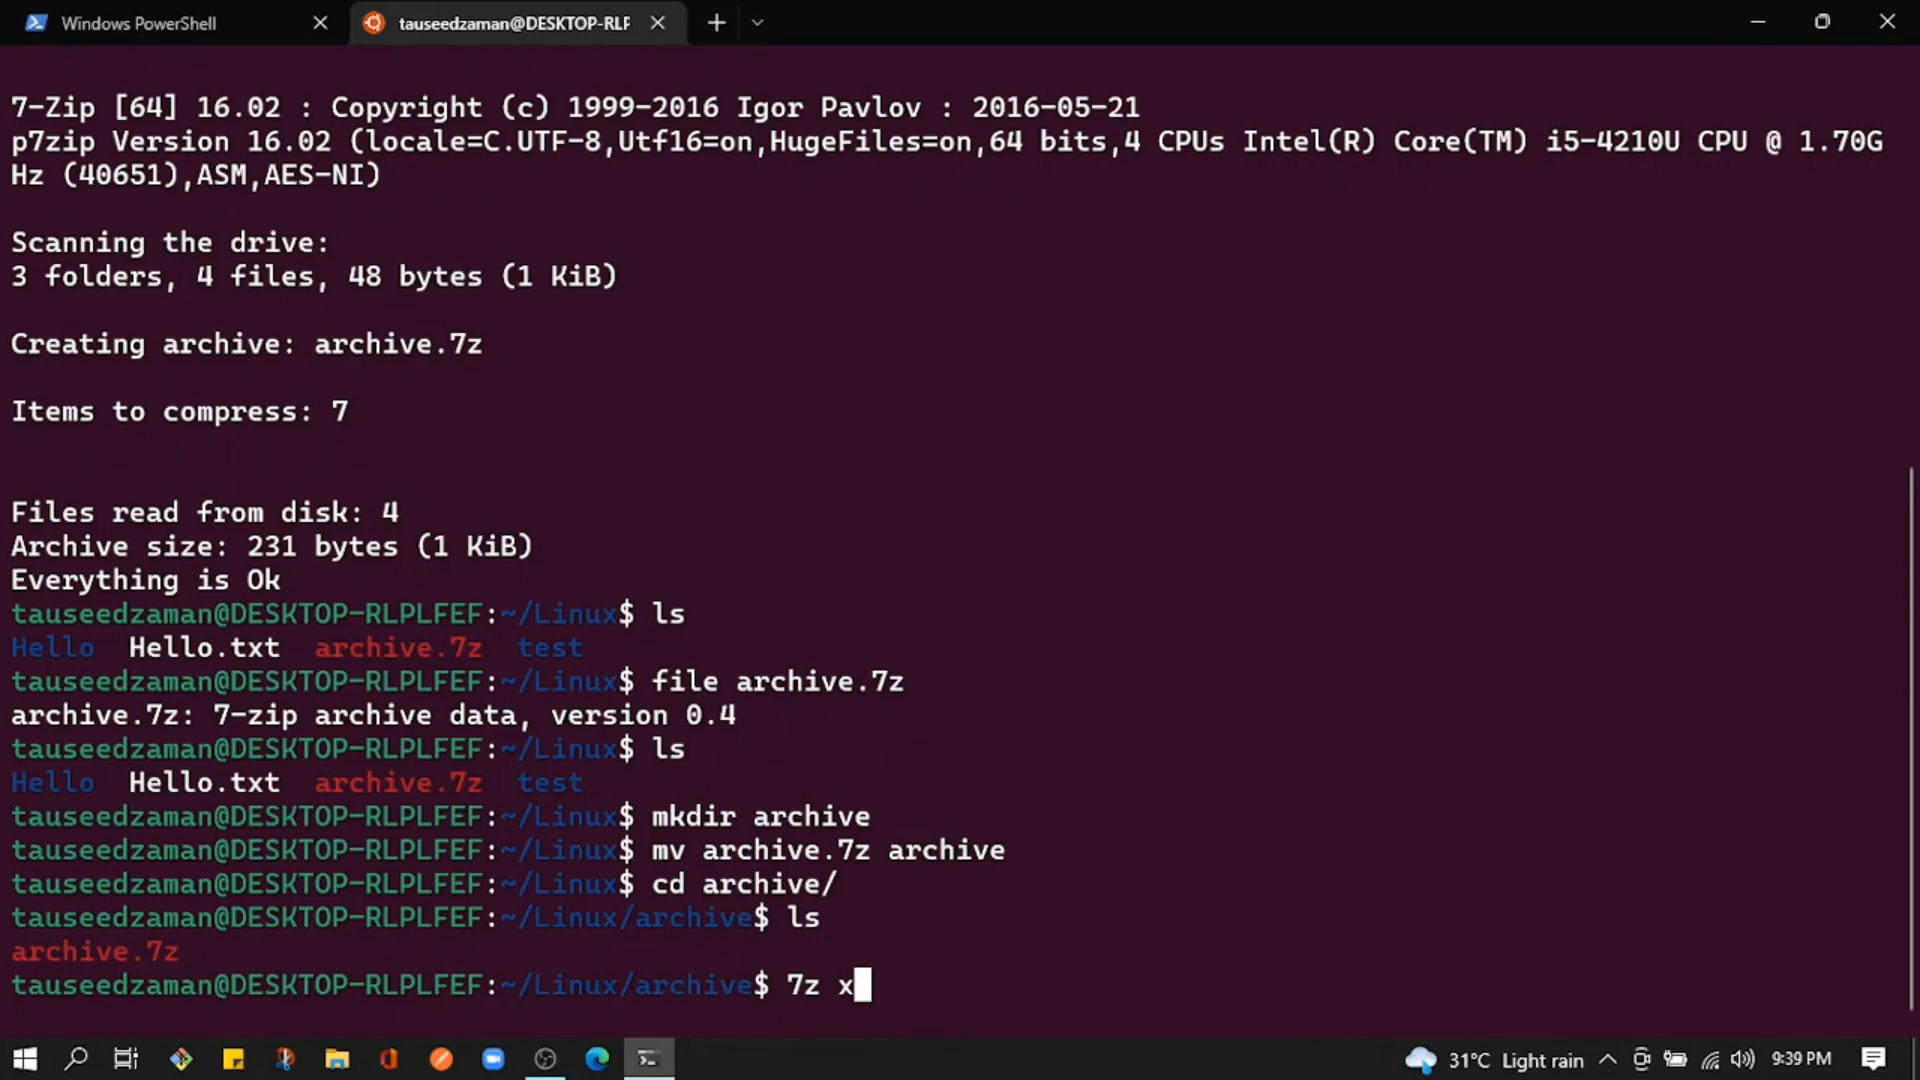 Windows PowerShell
tauseedzaman@DESKTOP-RLP
7-Zip [64] 16.02 : Copyright (c) 1999-2016 Igor Pavlov : 2016-05-21
p7zip Version 16.02 (locale=C.UTF-8,Utf16=on,HugeFiles=on,64 bits,4 CPUs Intel(R) Core(TM) i5-4210U CPU @ 1.70G
Hz (40651),ASM,AES-NI)
Scanning the drive:
3 folders, 4 files, 48 bytes (1 KiB)
Creating archive: archive.7z
Items to compress: 7
Files read from disk: 4
Archive size: 231 bytes (1 KiB)
Everything is Ok
tauseedzaman@DESKTOP-RLPLFEF:~/Linux$ ls
Hello  Hello.txt  archive.7z  test
tauseedzaman@DESKTOP-RLPLFEF:~/Linux$ file archive.7z
archive.7z: 7-zip archive data, version 0.4
tauseedzaman@DESKTOP-RLPLFEF:~/Linux$ ls
Hello  Hello.txt  archive.7z  test
tauseedzaman@DESKTOP-RLPLFEF:~/Linux$ mkdir archive
tauseedzaman@DESKTOP-RLPLFEF:~/Linux$ mv archive.7z archive
tauseedzaman@DESKTOP-RLPLFEF:~/Linux$ cd archive/
tauseedzaman@DESKTOP-RLPLFEF:~/Linux/archive$ ls
archive.7z
tauseedzaman@DESKTOP-RLPLFEF:~/Linux/archive$ 7z x
31°C Light rain
9:39 PM